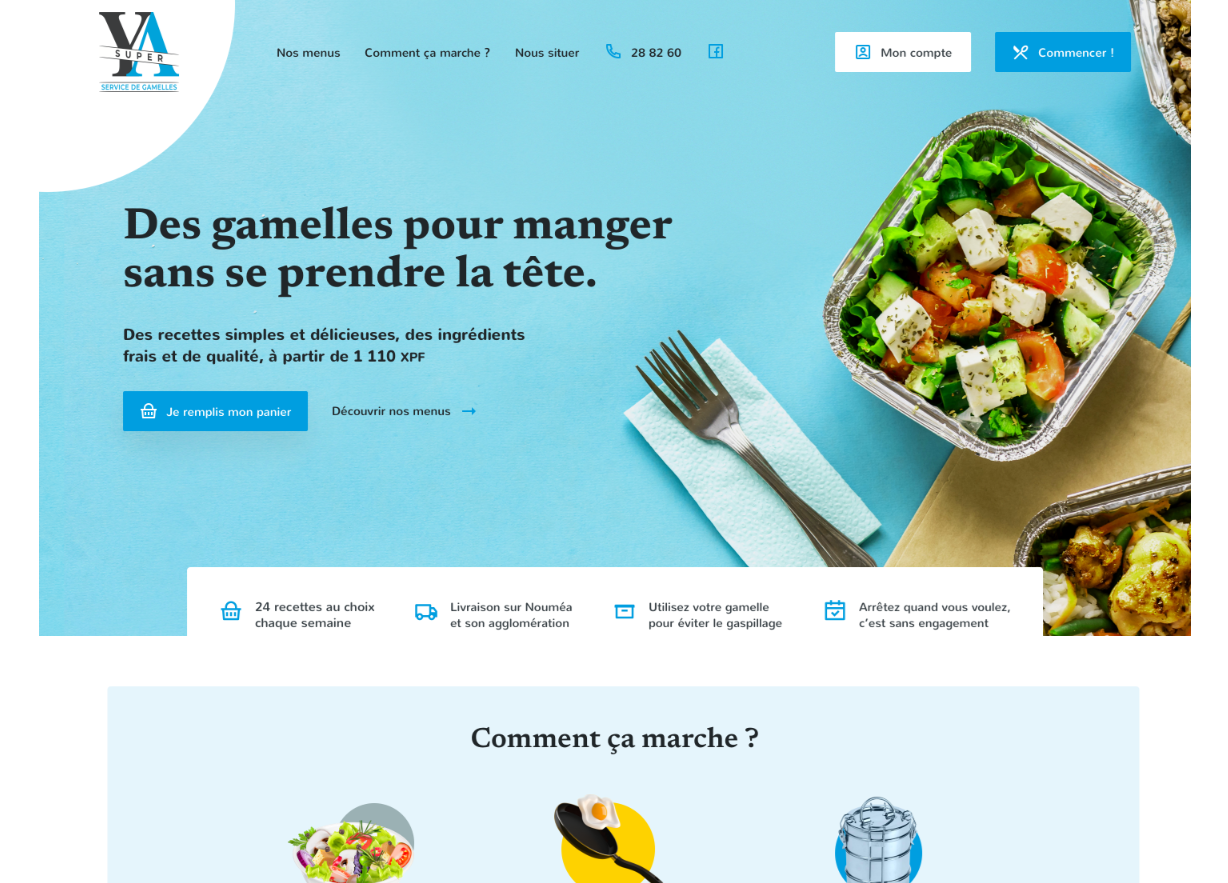 YA
SUPER
SERVICE DE GAMELLES
Nos menus
Comment ça marche ?
Nous situer
28 82 60
Mon compte
Commencer !
Des gamelles pour manger
sans se prendre la tête.
Des recettes simples et délicieuses, des ingrédients
frais et de qualité, à partir de 1 110 XPF
Je remplis mon panier
Découvrir nos menus
24 recettes au choix
chaque semaine
Livraison sur Nouméa
et son agglomération
Utilisez votre gamelle
pour éviter le gaspillage
Arrêtez quand vous voulez,
c’est sans engagement
Comment ça marche ?